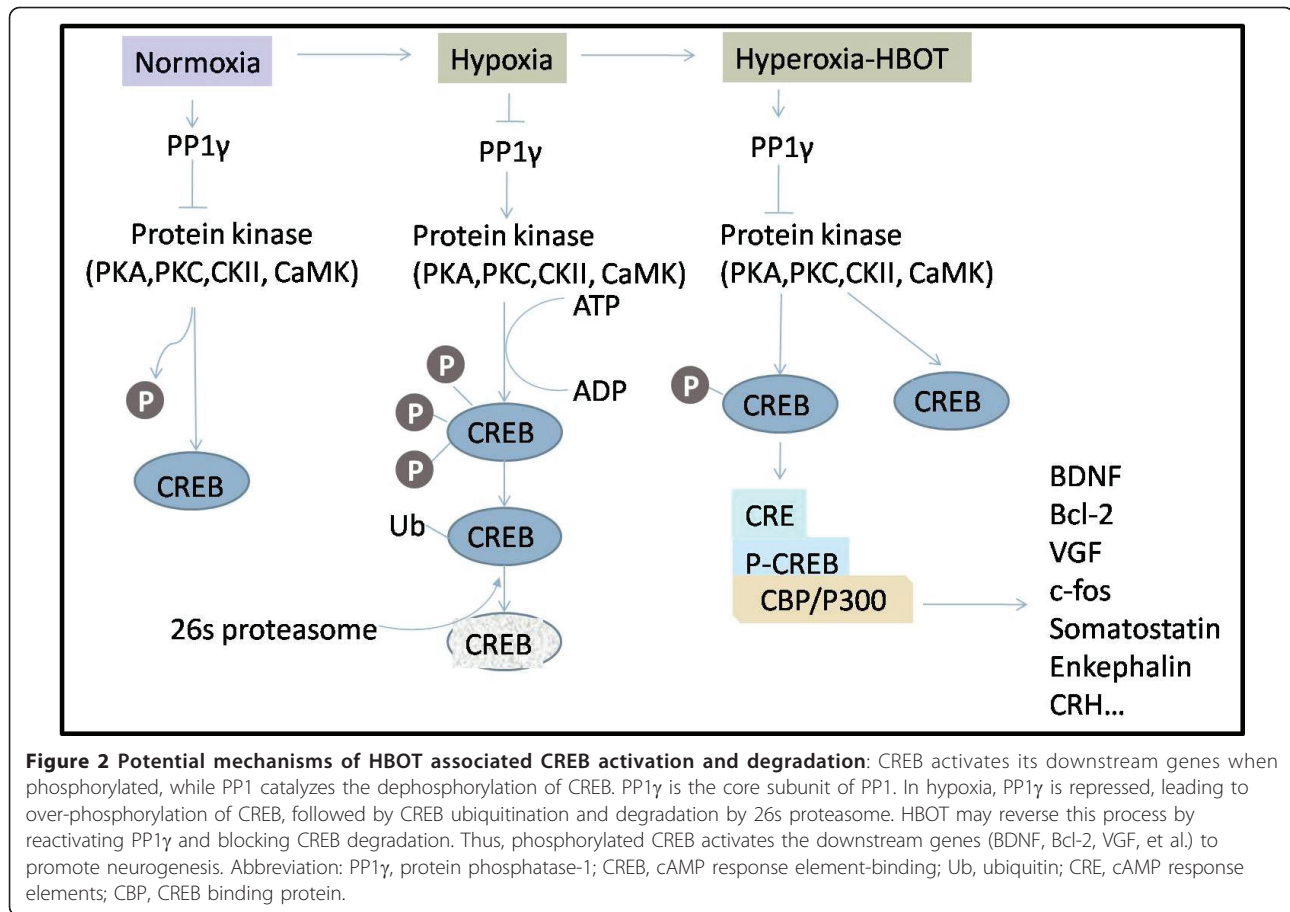 Normoxia
Hypoxia
Hyperoxia-HBOT
PP1γ
PP1γ
PP1γ
Protein kinase
(PKA,PKC,CKII, CaMK)
Protein kinase
(PKA,PKC,CKII, CaMK)
Protein kinase
(PKA,PKC,CKII, CaMK)
ATP
ADP
P
CREB
P
P
P
CREB
Ub
CREB
26s proteasome
CREB
P
CREB
CREB
CRE
P-CREB
CBP/P300
BDNF
Bcl-2
VGF
c-fos
Somatostatin
Enkephalin
CRH...
Figure 2 Potential mechanisms of HBOT associated CREB activation and degradation: CREB activates its downstream genes when
phosphorylated, while PP1 catalyzes the dephosphorylation of CREB. PP1γ is the core subunit of PP1. In hypoxia, PP1γ is repressed, leading to
over-phosphorylation of CREB, followed by CREB ubiquitination and degradation by 26s proteasome. HBOT may reverse this process by
reactivating PP1γ and blocking CREB degradation. Thus, phosphorylated CREB activates the downstream genes (BDNF, Bcl-2, VGF, et al.) to
promote neurogenesis. Abbreviation: PP1γ, protein phosphatase-1; CREB, cAMP response element-binding; Ub, ubiquitin; CRE, cAMP response
elements; CBP, CREB binding protein.